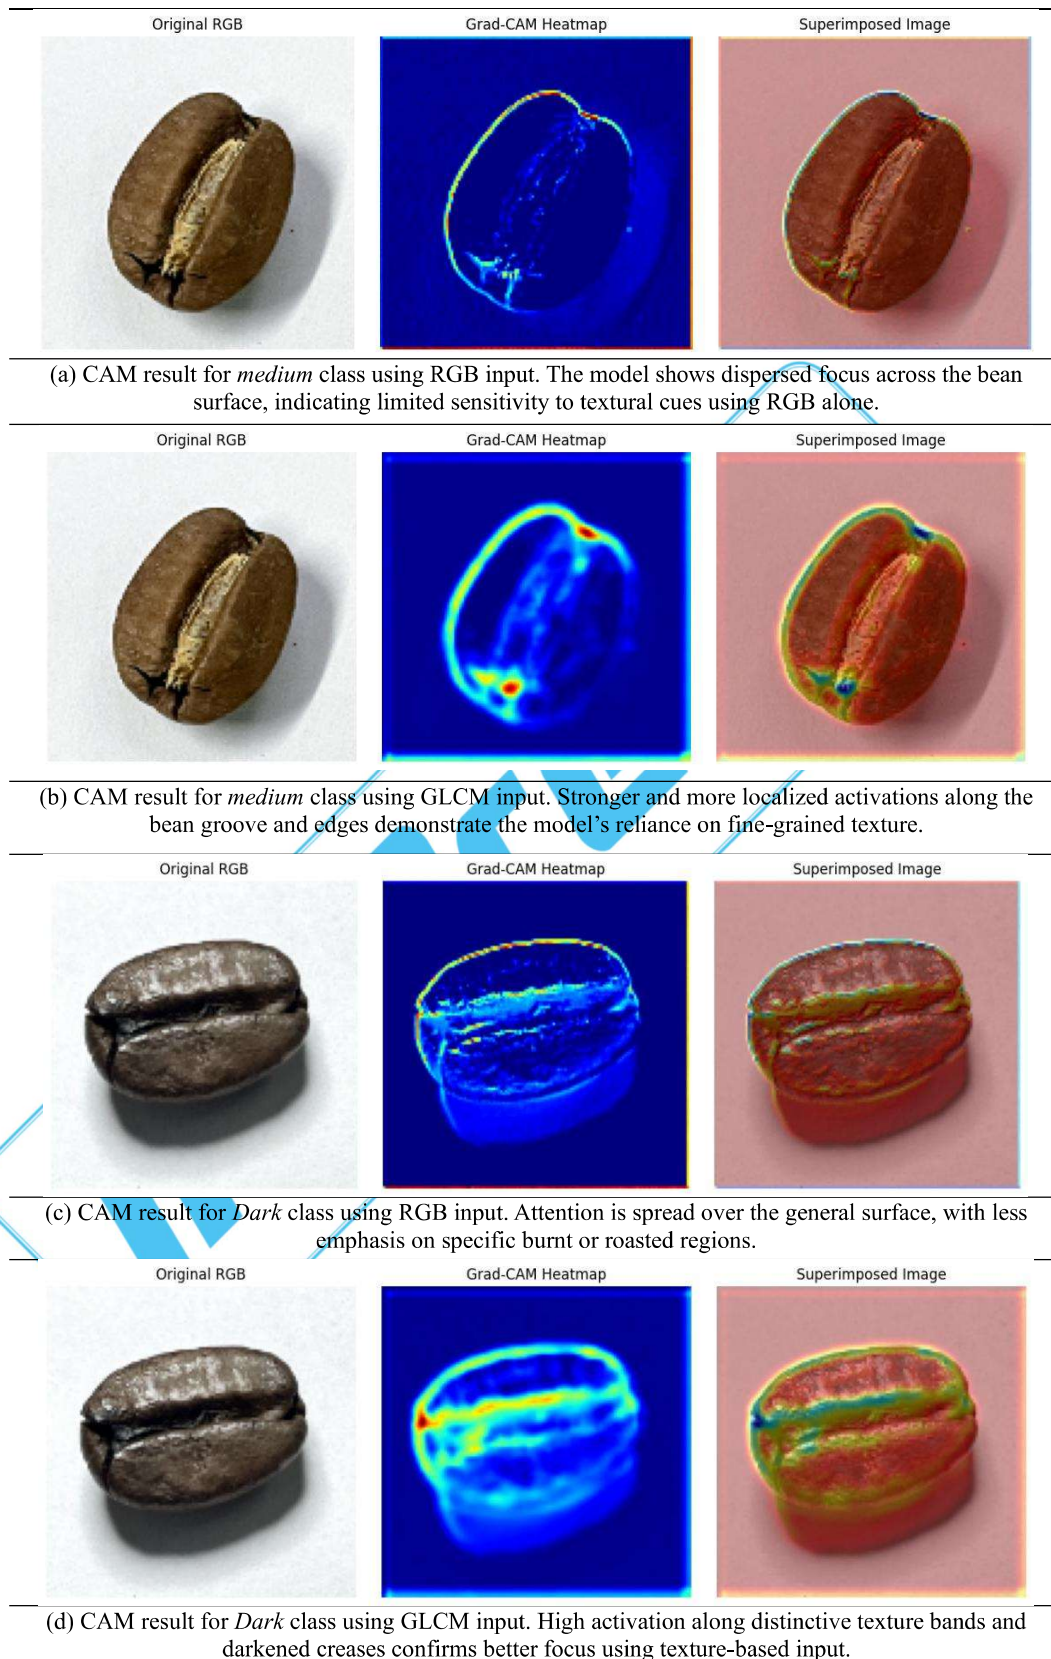 Original RGB
Grad-CAM Heatmap
Superimposed Image
(a) CAM result for medium class using RGB input. The model shows dispersed focus across the bean
surface, indicating limited sensitivity to textural cues using RGB alone.
Original RGB
Grad-CAM Heatmap
Superimposed Image
(b) CAM result for medium class using GLCM input. Stronger and more localized activations along the
bean groove and edges demonstrate the model's reliance on fine-grained texture.
Original RGB
Grad-CAM Heatmap
Superimposed Image
(c) CAM result for Dark class using RGB input. Attention is spread over the general surface, with less
emphasis on specific burnt or roasted regions.
Original RGB
Grad-CAM Heatmap
Superimposed Image
(d) CAM result for Dark class using GLCM input. High activation along distinctive texture bands and
darkened creases confirms better focus using texture-based input.